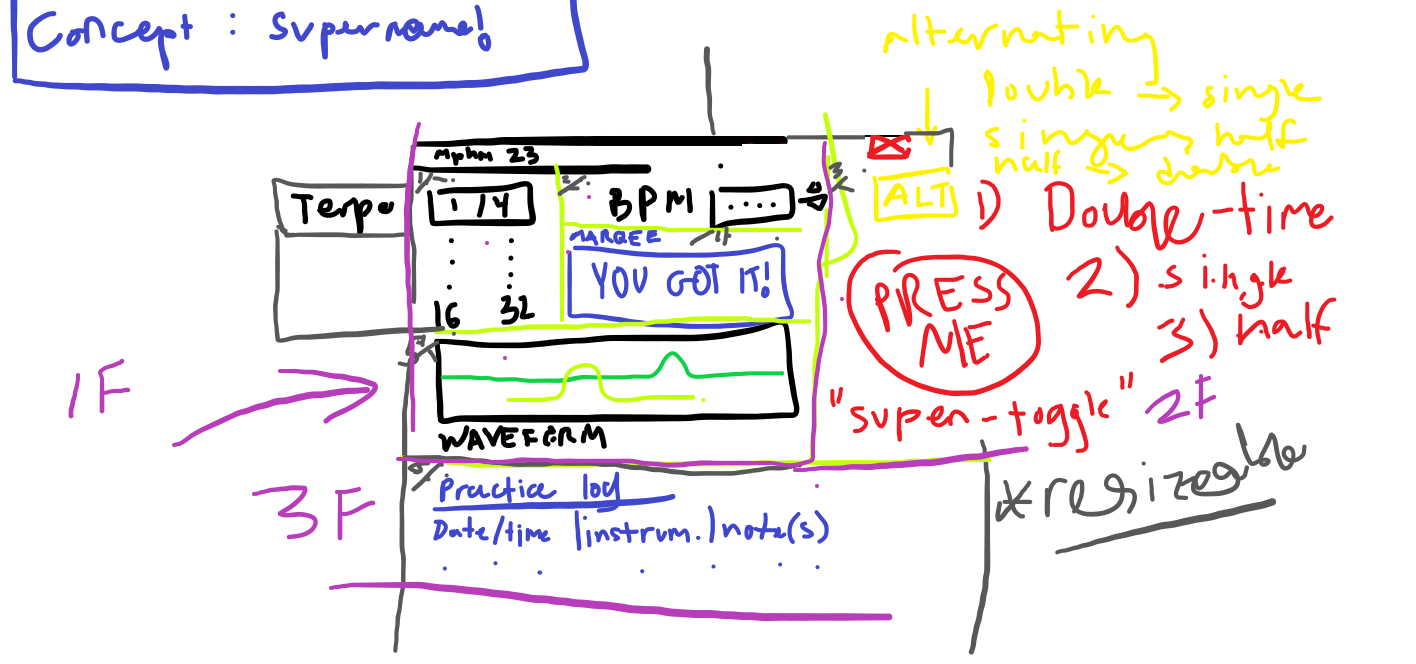 Concept : supername!
alternating
Double → single
single → half
half → double
Mphm 23
Tempo
1 / 4
BPM
....
ALT
MARQEE
YOU GOT IT!
16
32
1) Double-time
2) single
3) half
PRESS
ME
"super-toggle"
1F
2F
WAVEFORM
*resizeable
3F
Practice log
Date/time |instrum.|note(s)